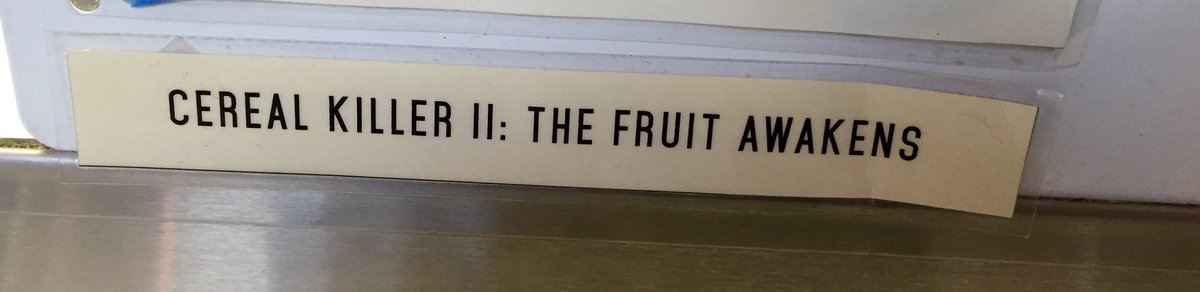 CEREAL KILLER II: THE FRUIT AWAKENS